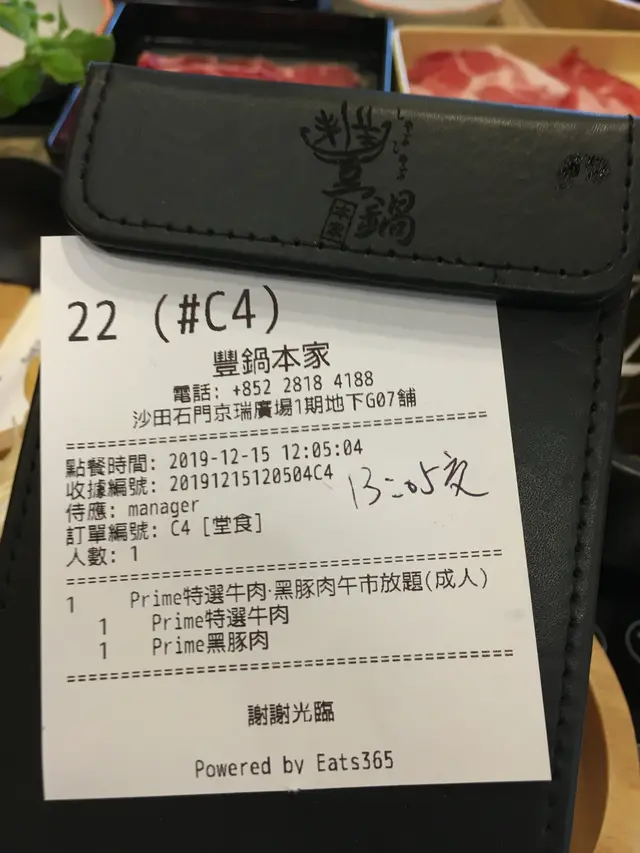 豐鍋
22 (#C4)
豐鍋本家
電話: +852 2818 4188
沙田石門京瑞廣場1期地下G07舖
點餐時間: 2019-12-15 12:05:04
收據編號: 20191215120504C4
侍應: manager
訂單編號: C4 [堂食]
人數: 1
13:05交
1 Prime特選牛肉·黑豚肉午市放題(成人)
1 Prime特選牛肉
1 Prime黑豚肉
謝謝光臨
Powered by Eats365